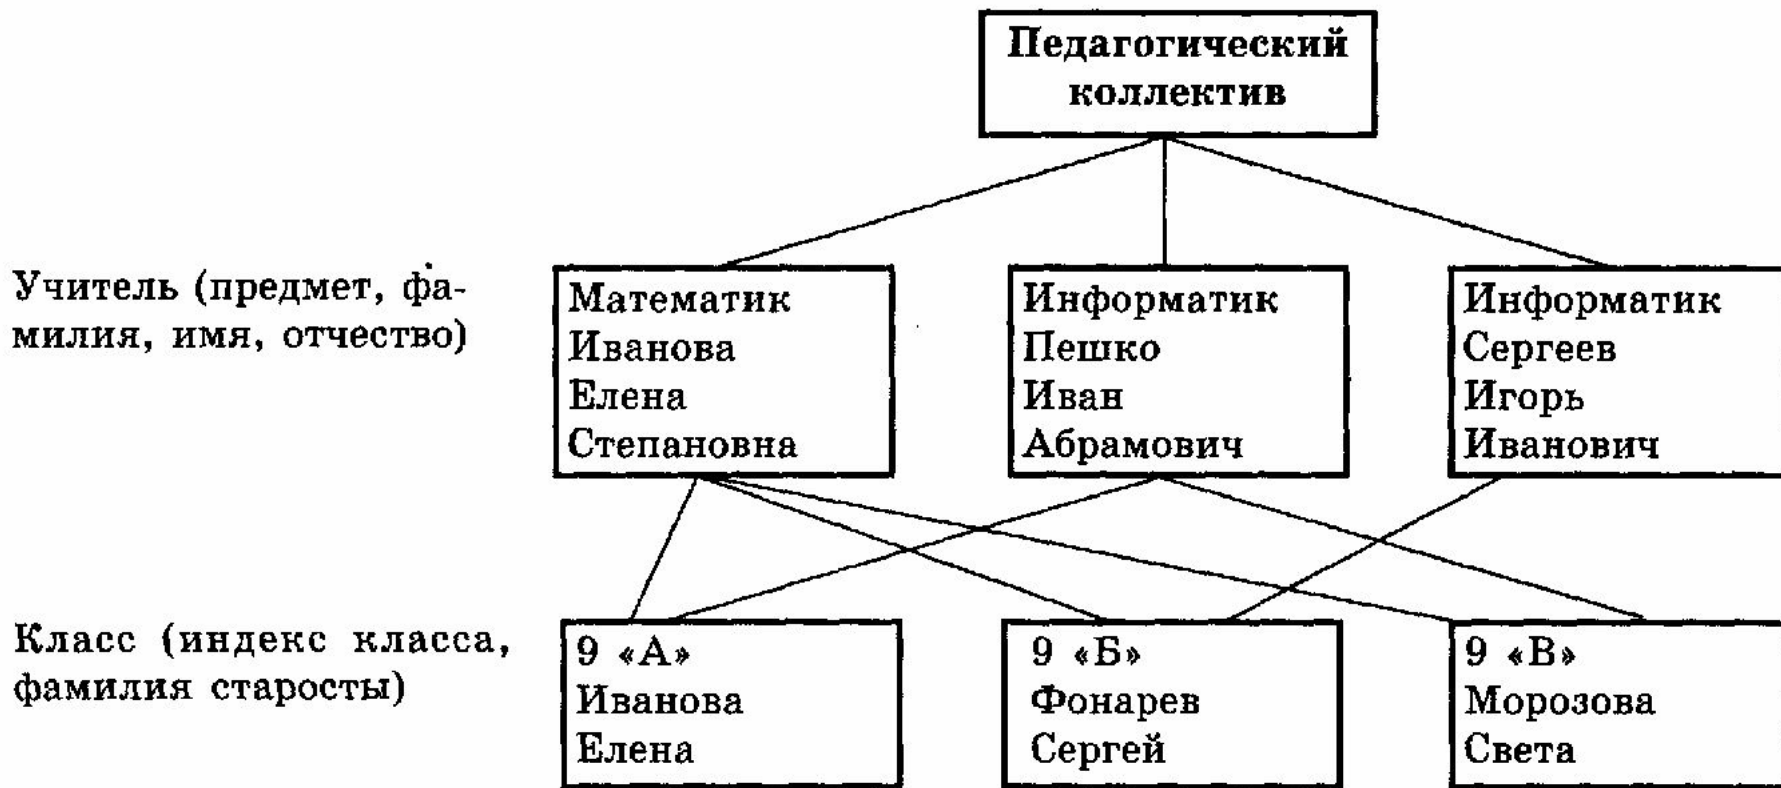 Педагогический
коллектив
Учитель (предмет, фа-
милия, имя, отчество)
Математик
Иванова
Елена
Степановна
Информатик
Пешко
Иван
Абрамович
Информатик
Сергеев
Игорь
Иванович
Класс (индекс класса,
фамилия старосты)
9 «А»
Иванова
Елена
9 «Б»
Фонарев
Сергей
9 «В»
Морозова
Света